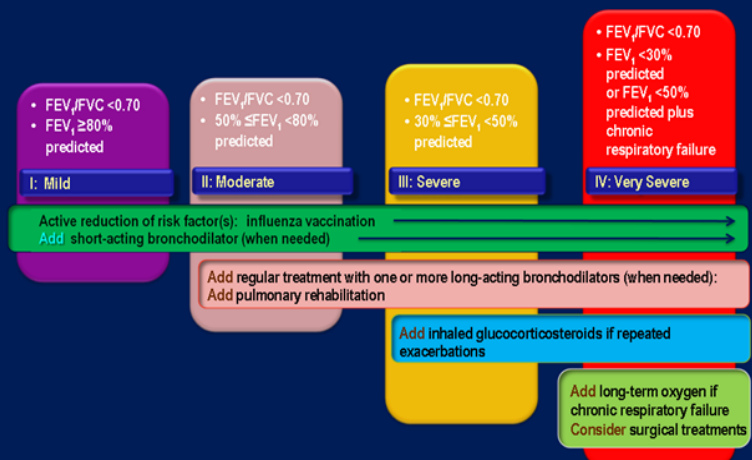 • FEV₁/FVC <0.70
• FEV₁ ≥80%
predicted
I: Mild
• FEV₁/FVC <0.70
• 50% ≤FEV₁ <80%
predicted
II: Moderate
• FEV₁/FVC <0.70
• 30% ≤FEV₁ <50%
predicted
III: Severe
• FEV₁/FVC <0.70
• FEV₁ <30%
predicted
or FEV₁ <50%
predicted plus
chronic
respiratory failure
IV: Very Severe
Active reduction of risk factor(s): influenza vaccination
Add short-acting bronchodilator (when needed)
Add regular treatment with one or more long-acting bronchodilators (when needed):
Add pulmonary rehabilitation
Add inhaled glucocorticosteroids if repeated
exacerbations
Add long-term oxygen if
chronic respiratory failure
Consider surgical treatments